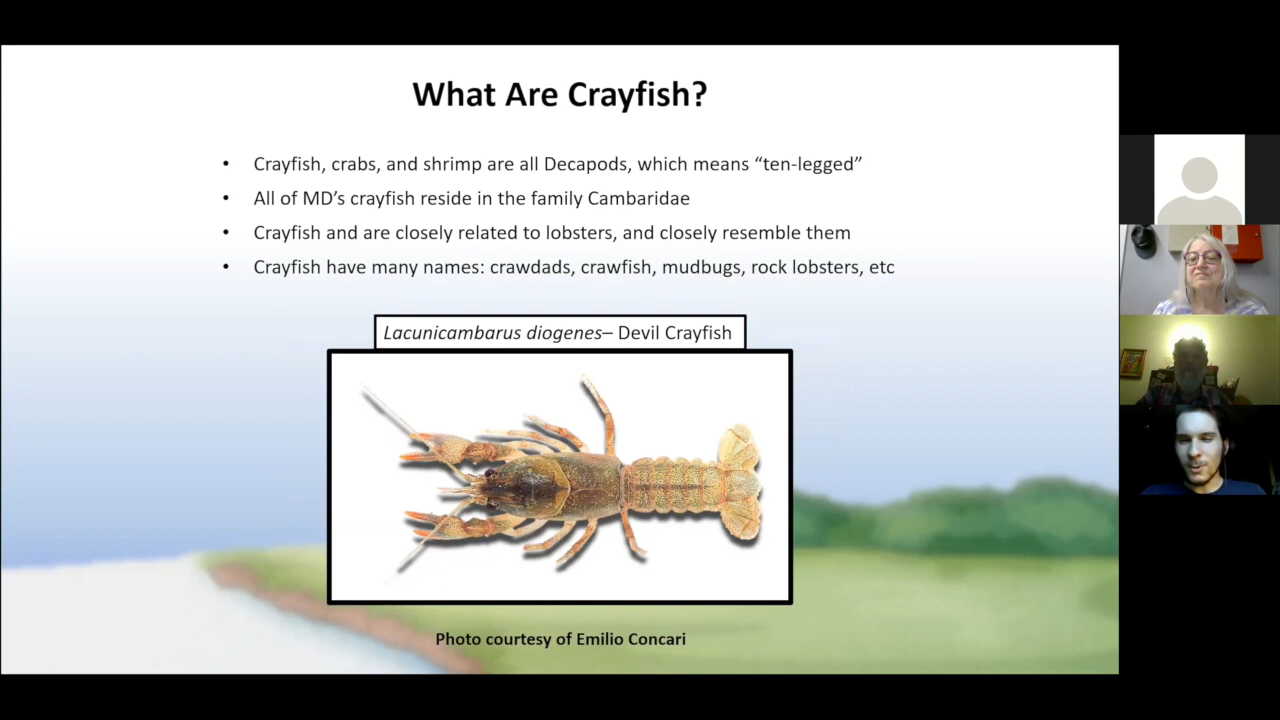 What Are Crayfish?
• Crayfish, crabs, and shrimp are all Decapods, which means “ten-legged”
• All of MD’s crayfish reside in the family Cambaridae
• Crayfish and are closely related to lobsters, and closely resemble them
• Crayfish have many names: crawdads, crawfish, mudbugs, rock lobsters, etc
Lacunicambarus diogenes– Devil Crayfish
Photo courtesy of Emilio Concari